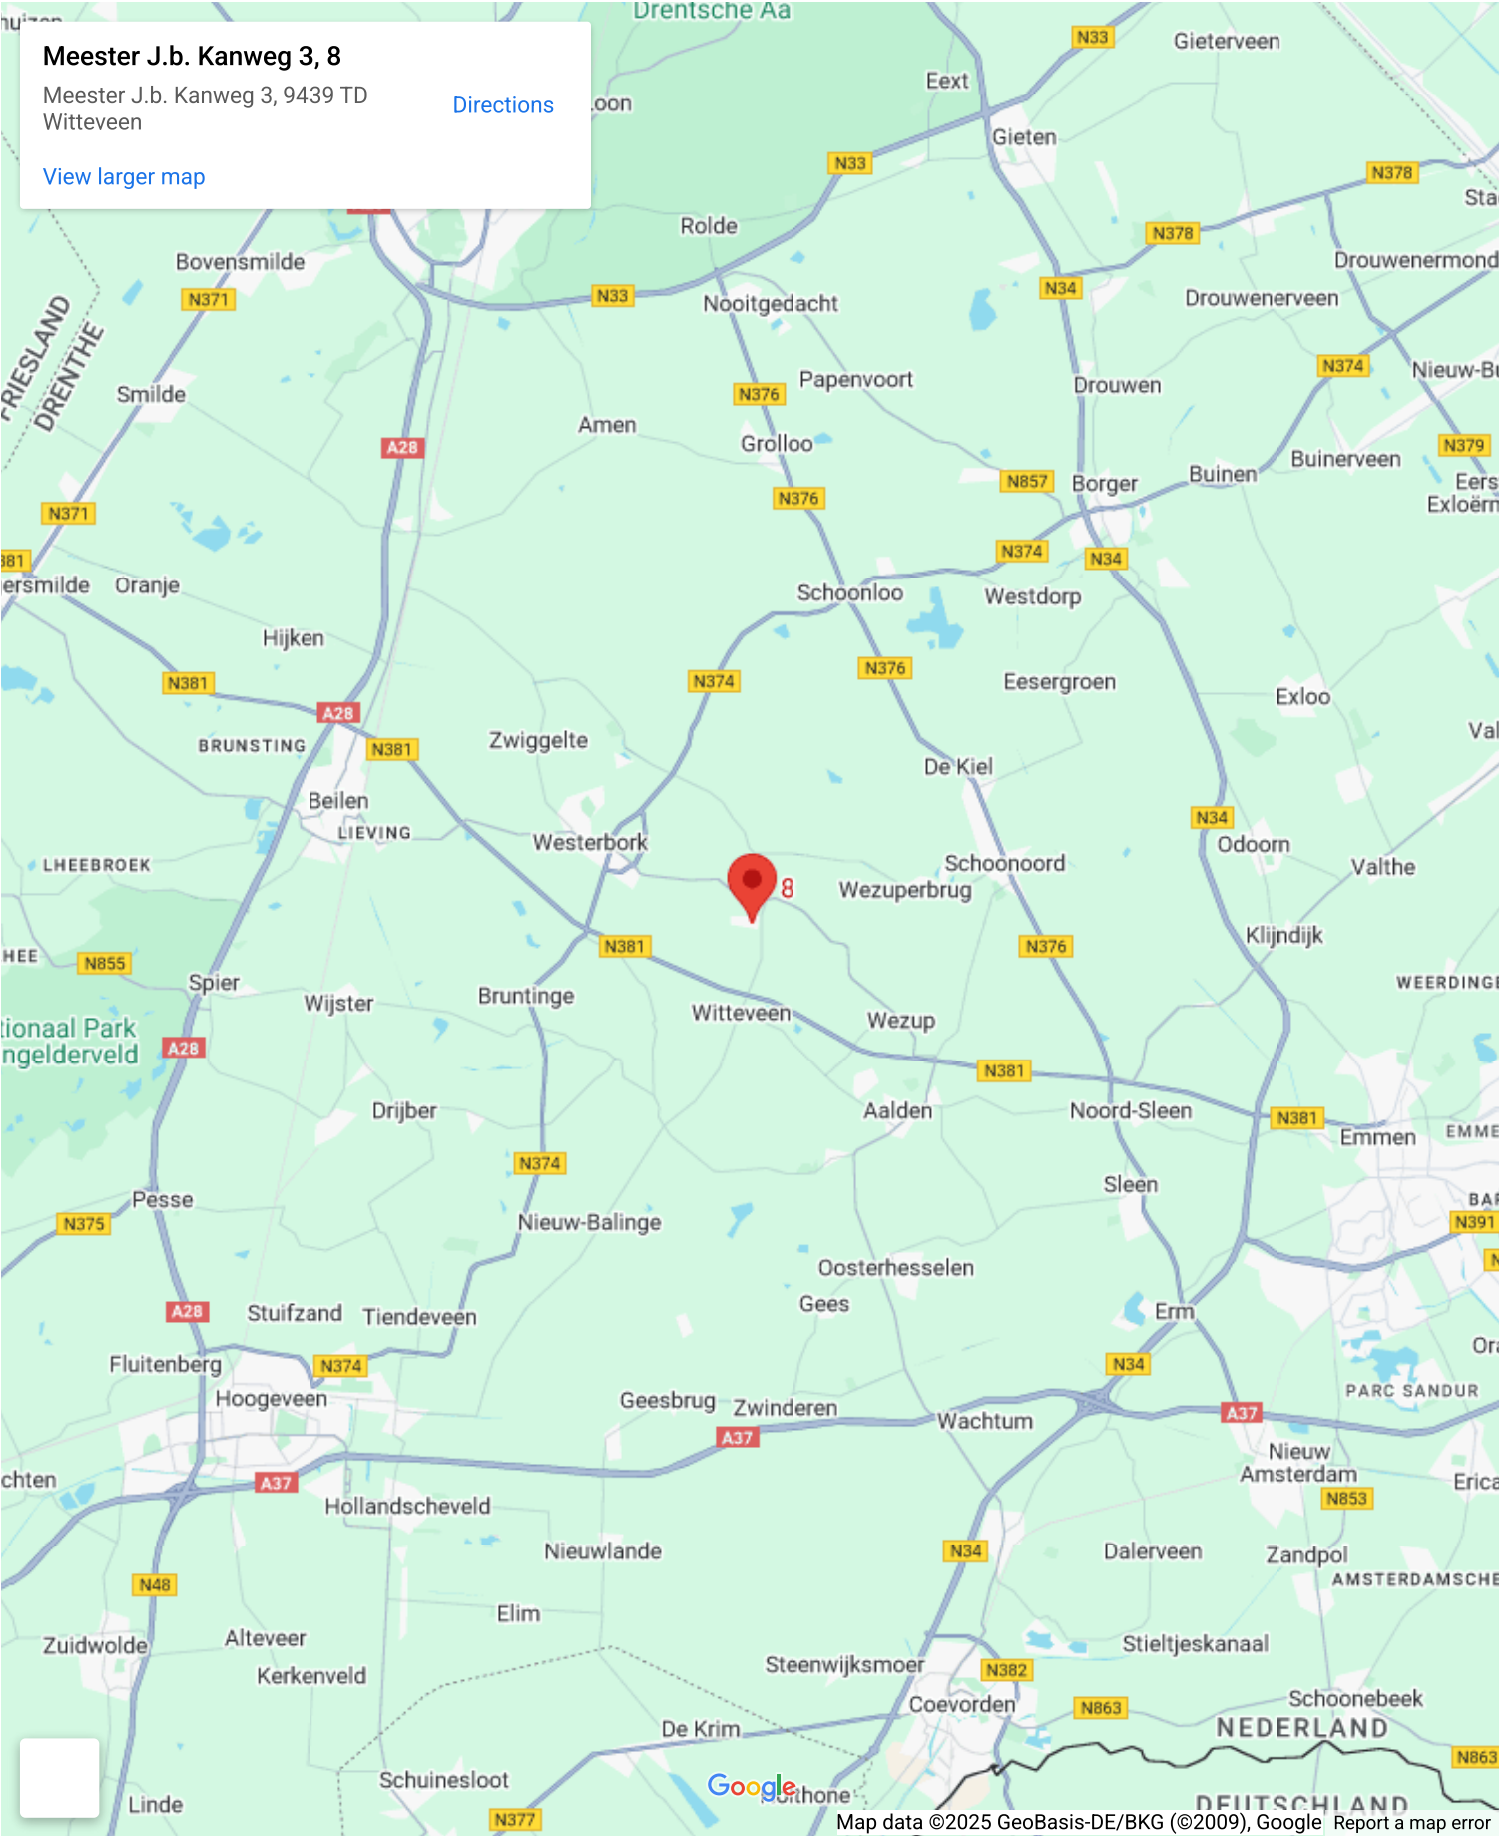 Drentsche Aa
Meester J.b. Kanweg 3, 8
Meester J.b. Kanweg 3, 9439 TD
Witteveen
Directions
View larger map
N33
Gieterveen
Eext
Gieten
N33
N378
Rolde
N378
Bovensmilde
Drouwenermond
N371
N33
N34
Nooitgedacht
Drouwenerveen
FRIESLAND
DRENTHE
N374
Smilde
N376
Papenvoort
Drouwen
Amen
A28
Grolloo
N379
Buinerveen
N371
N376
N857
Borger
Buinen
N374
N34
Oranje
Schoonloo
Westdorp
Hijken
N381
N374
N376
Eesergroen
Exloo
A28
BRUNSTING
N381
Zwiggelte
De Kiel
Beilen
LIEVING
N34
Westerbork
Odoorn
LHEEBROEK
Schoonoord
Valthe
8
Wezuperbrug
N381
N376
Klijndijk
N855
Spier
Wijster
Bruntinge
Witteveen
Wezup
A28
N381
Drijber
Aalden
Noord-Sleen
N381
Emmen
N374
Sleen
Pesse
N375
Nieuw-Balinge
N391
Oosterhesselen
Gees
A28
Stuifzand
Tiendeveen
Erm
Fluitenberg
N374
N34
Hoogeveen
PARC SANDUR
Geesbrug
Zwinderen
A37
Wachtum
A37
Nieuw
Amsterdam
A37
Hollandscheveld
N853
Nieuwlande
N34
Dalerveen
Zandpol
N48
Elim
Zuidwolde
Alteveer
Stieltjeskanaal
Kerkenveld
Steenwijksmoer
N382
Coevorden
N863
Schoonebeek
De Krim
NEDERLAND
N863
Schuinesloot
Google
Linde
N377
DEUTSCHLAND
Map data ©2025 GeoBasis-DE/BKG (©2009), Google
Report a map error